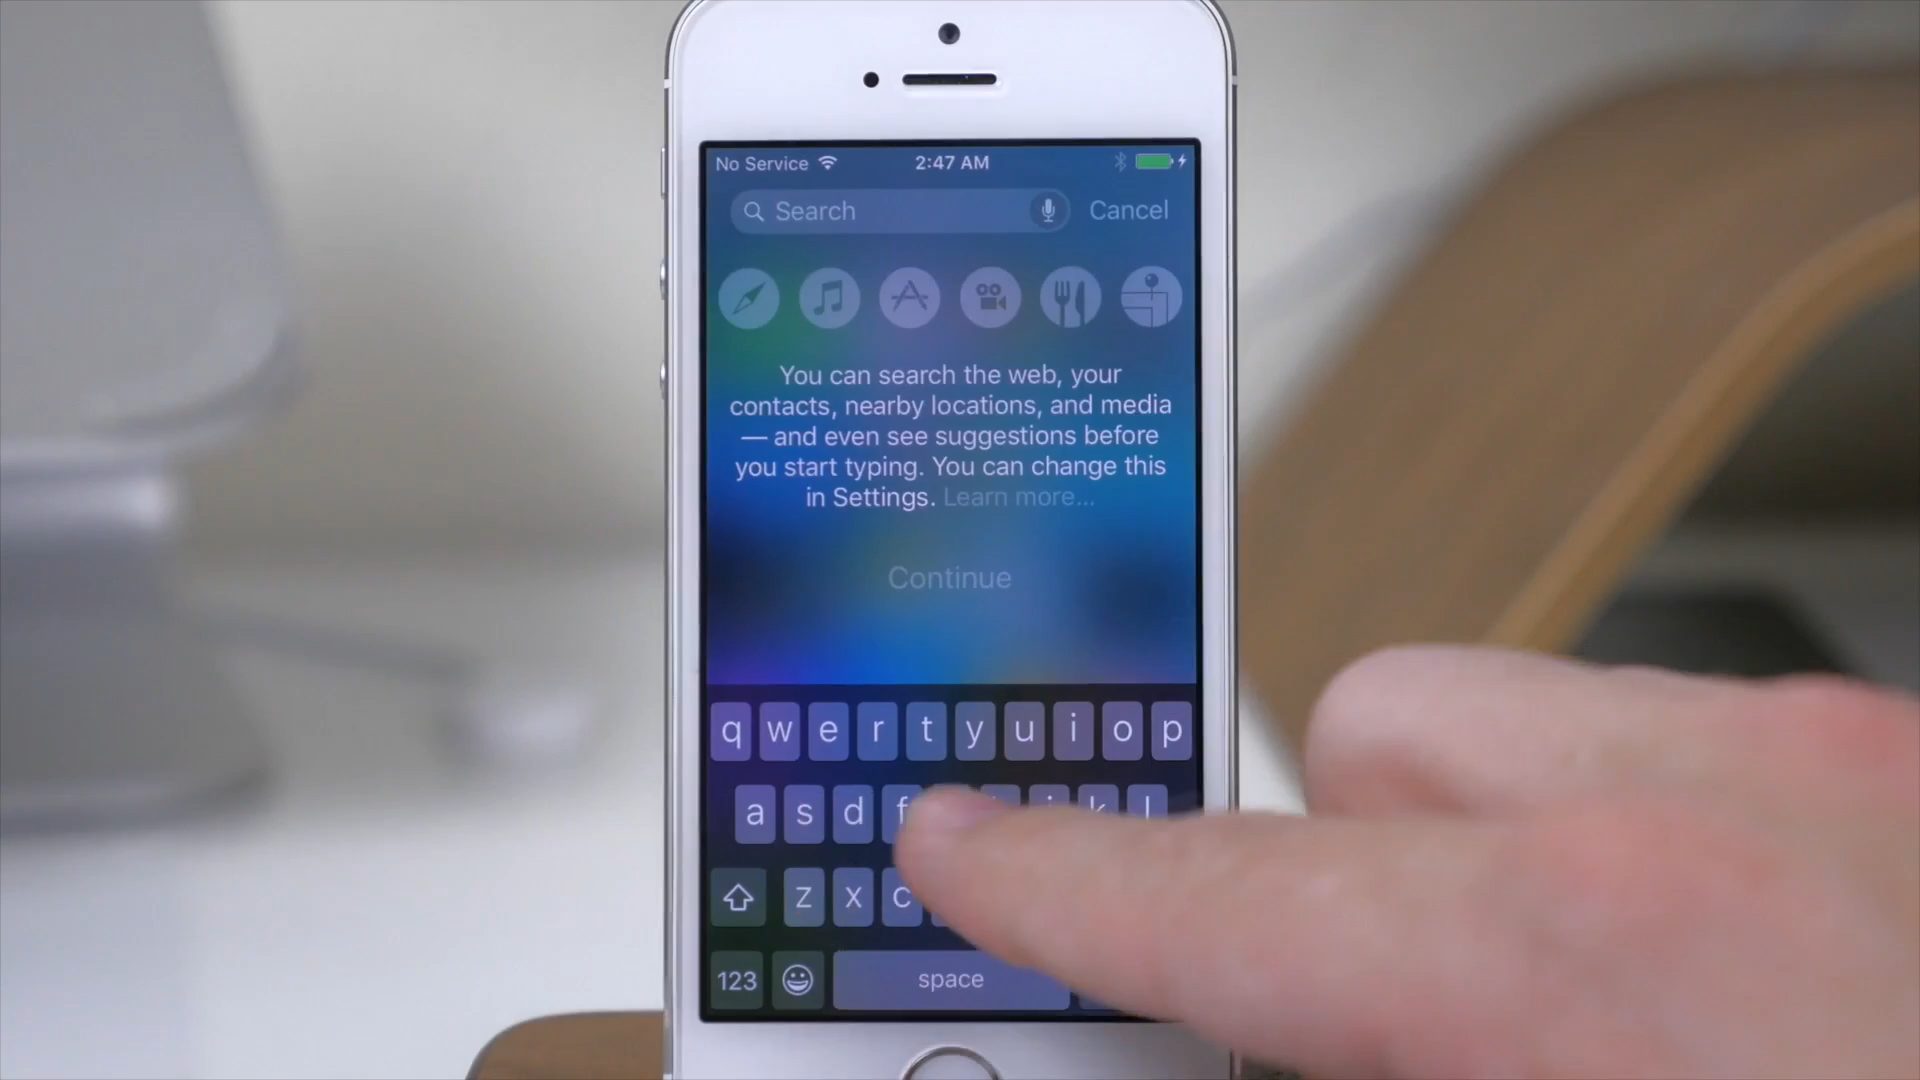 No Service 2:47 AM
Search Cancel
You can search the web, your
contacts, nearby locations, and media
— and even see suggestions before
you start typing. You can change this
in Settings. Learn more...
Continue
q w e r t y u i o p
a s d f k l
z x c
123 space